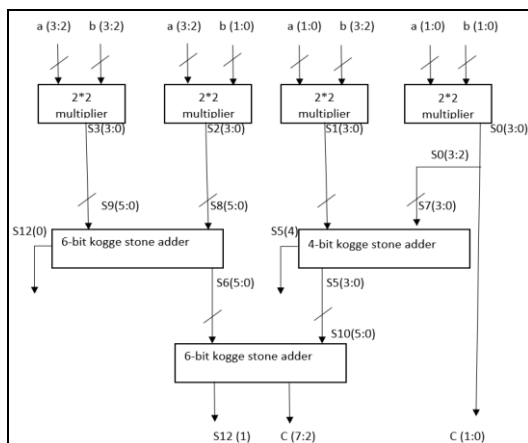 a (3:2) b (3:2) a (3:2) b (1:0) a (1:0) b (3:2) a (1:0) b (1:0)
2*2 2*2 2*2 2*2
multiplier multiplier multiplier multiplier
S3(3:0) S2(3:0) S1(3:0) S0(3:0)
S0(3:2)
S9(5:0) S8(5:0) S7(3:0)
S12(0) 6-bit kogge stone adder S5(4) 4-bit kogge stone adder
S6(5:0) S5(3:0)
S10(5:0)
6-bit kogge stone adder
S12 (1) C (7:2) C (1:0)